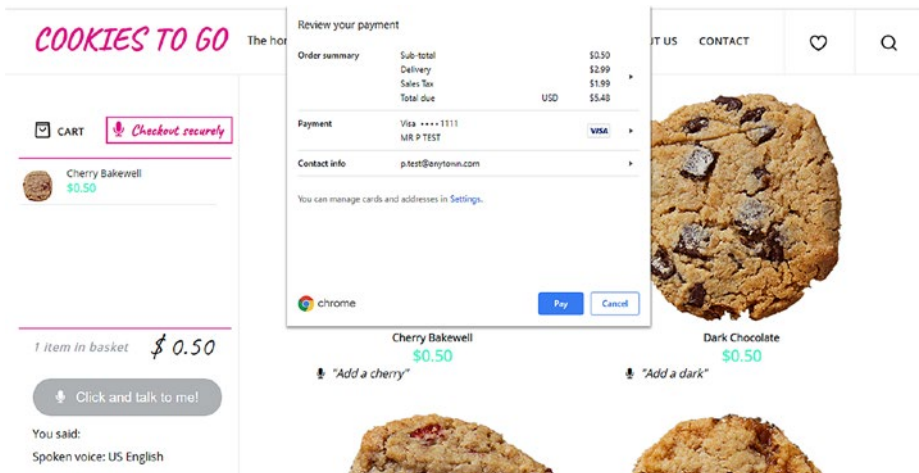 COOKIES TO GO
The hor
UT US
CONTACT
CART
Checkout securely
Cherry Bakewell
$0.50
1 item in basket
$ 0.50
Click and talk to me!
You said:
Spoken voice: US English
Review your payment
Order summary
Sub-total $0.50
Delivery $2.99
Sales Tax $1.99
Total due USD $5.48
Payment
Visa •••• 1111
VISA
MR P TEST
Contact info
p.test@anytown.com
You can manage cards and addresses in Settings.
chrome
Pay
Cancel
Cherry Bakewell
$0.50
"Add a cherry"
Dark Chocolate
$0.50
"Add a dark"